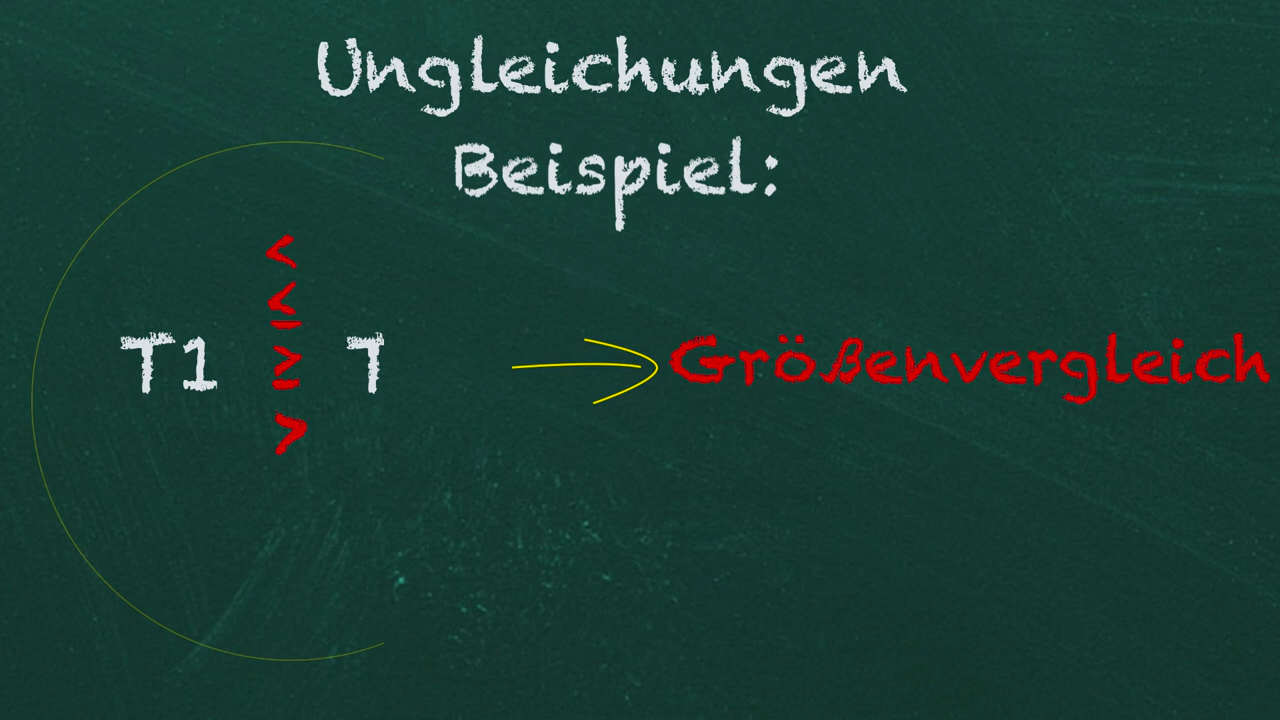 Ungleichungen
Beispiel:
<
≤
T1 ≥ T Größenvergleich
>